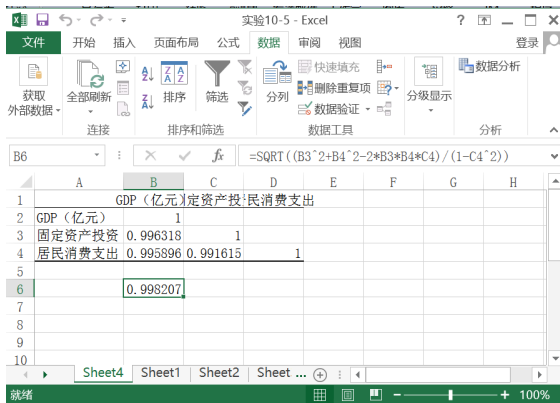 实验10-5 - Excel
文件 开始 插入 页面布局 公式 数据 审阅 视图 登录
获取
外部数据
全部刷新
连接
排序
筛选
排序和筛选
分列
快速填充
删除重复项
数据验证
数据工具
分级显示
数据分析
分析
B6 =SQRT((B3^2+B4^2-2*B3*B4*C4)/(1-C4^2))
A B C D E F G H
1 GDP（亿元）定资产投民消费支出
2 GDP（亿元） 1
3 固定资产投资 0.996318 1
4 居民消费支出 0.995896 0.991615 1
5
6 0.998207
7
8
9
10
Sheet4 Sheet1 Sheet2 Sheet ...
就绪 100%